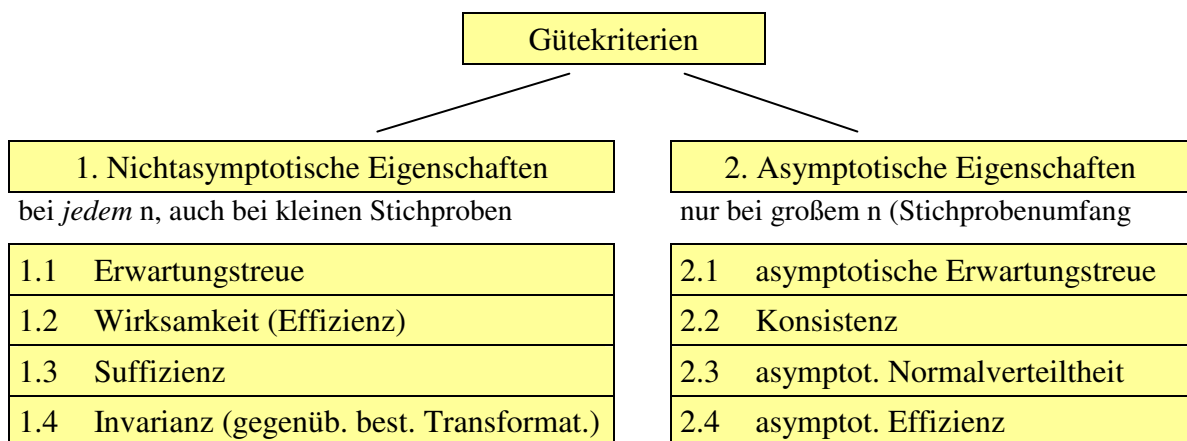 Gütekriterien
1. Nichtasymptotische Eigenschaften
bei jedem n, auch bei kleinen Stichproben
1.1 Erwartungstreue
1.2 Wirksamkeit (Effizienz)
1.3 Suffizienz
1.4 Invarianz (gegenüb. best. Transformat.)
2. Asymptotische Eigenschaften
nur bei großem n (Stichprobenumfang
2.1 asymptotische Erwartungstreue
2.2 Konsistenz
2.3 asymptot. Normalverteiltheit
2.4 asymptot. Effizienz